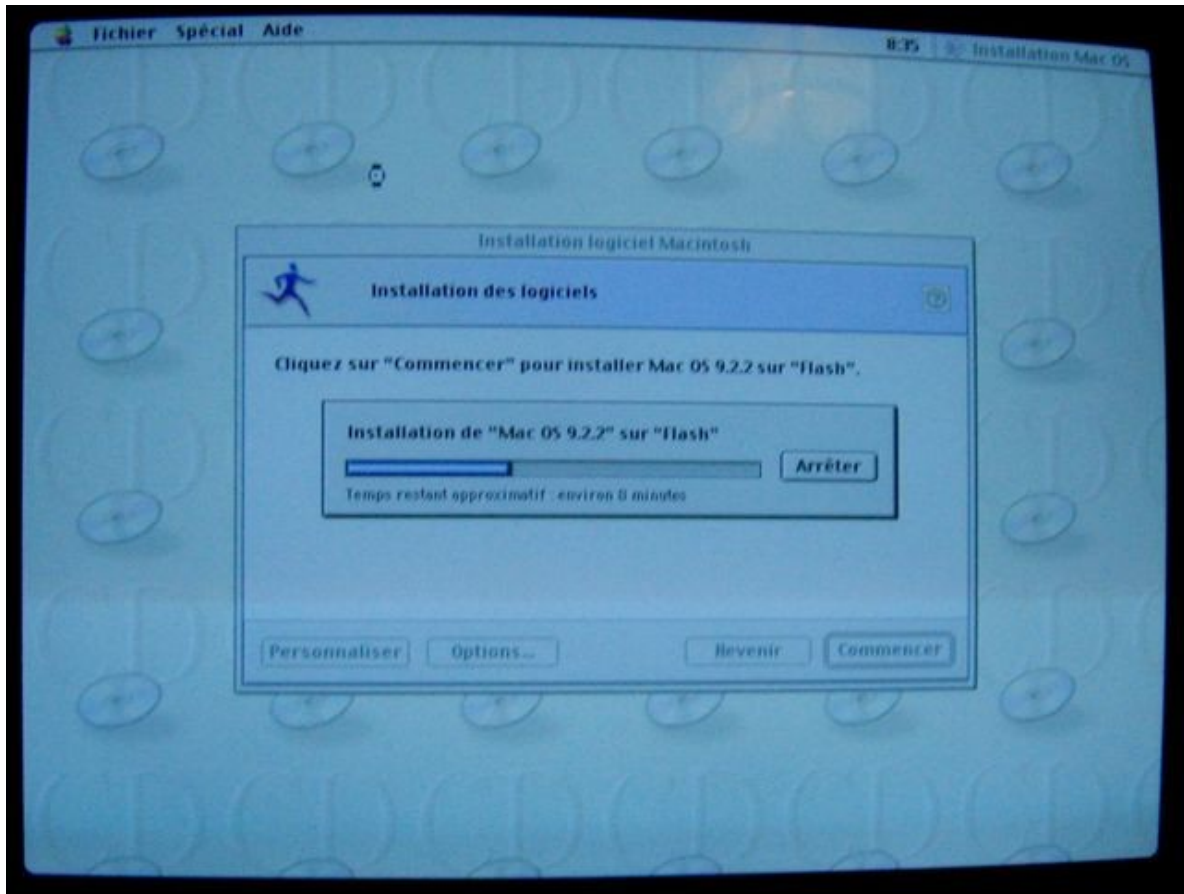 Fichier Spécial Aide 8:35 Installation Mac OS
Installation logiciel Macintosh
Installation des logiciels
Cliquez sur "Commencer" pour installer Mac OS 9.2.2 sur "Flash".
Installation de "Mac OS 9.2.2" sur "Flash"
Arrêter
Temps restant approximatif : environ 8 minutes
Personnaliser Options... Revenir Commencer